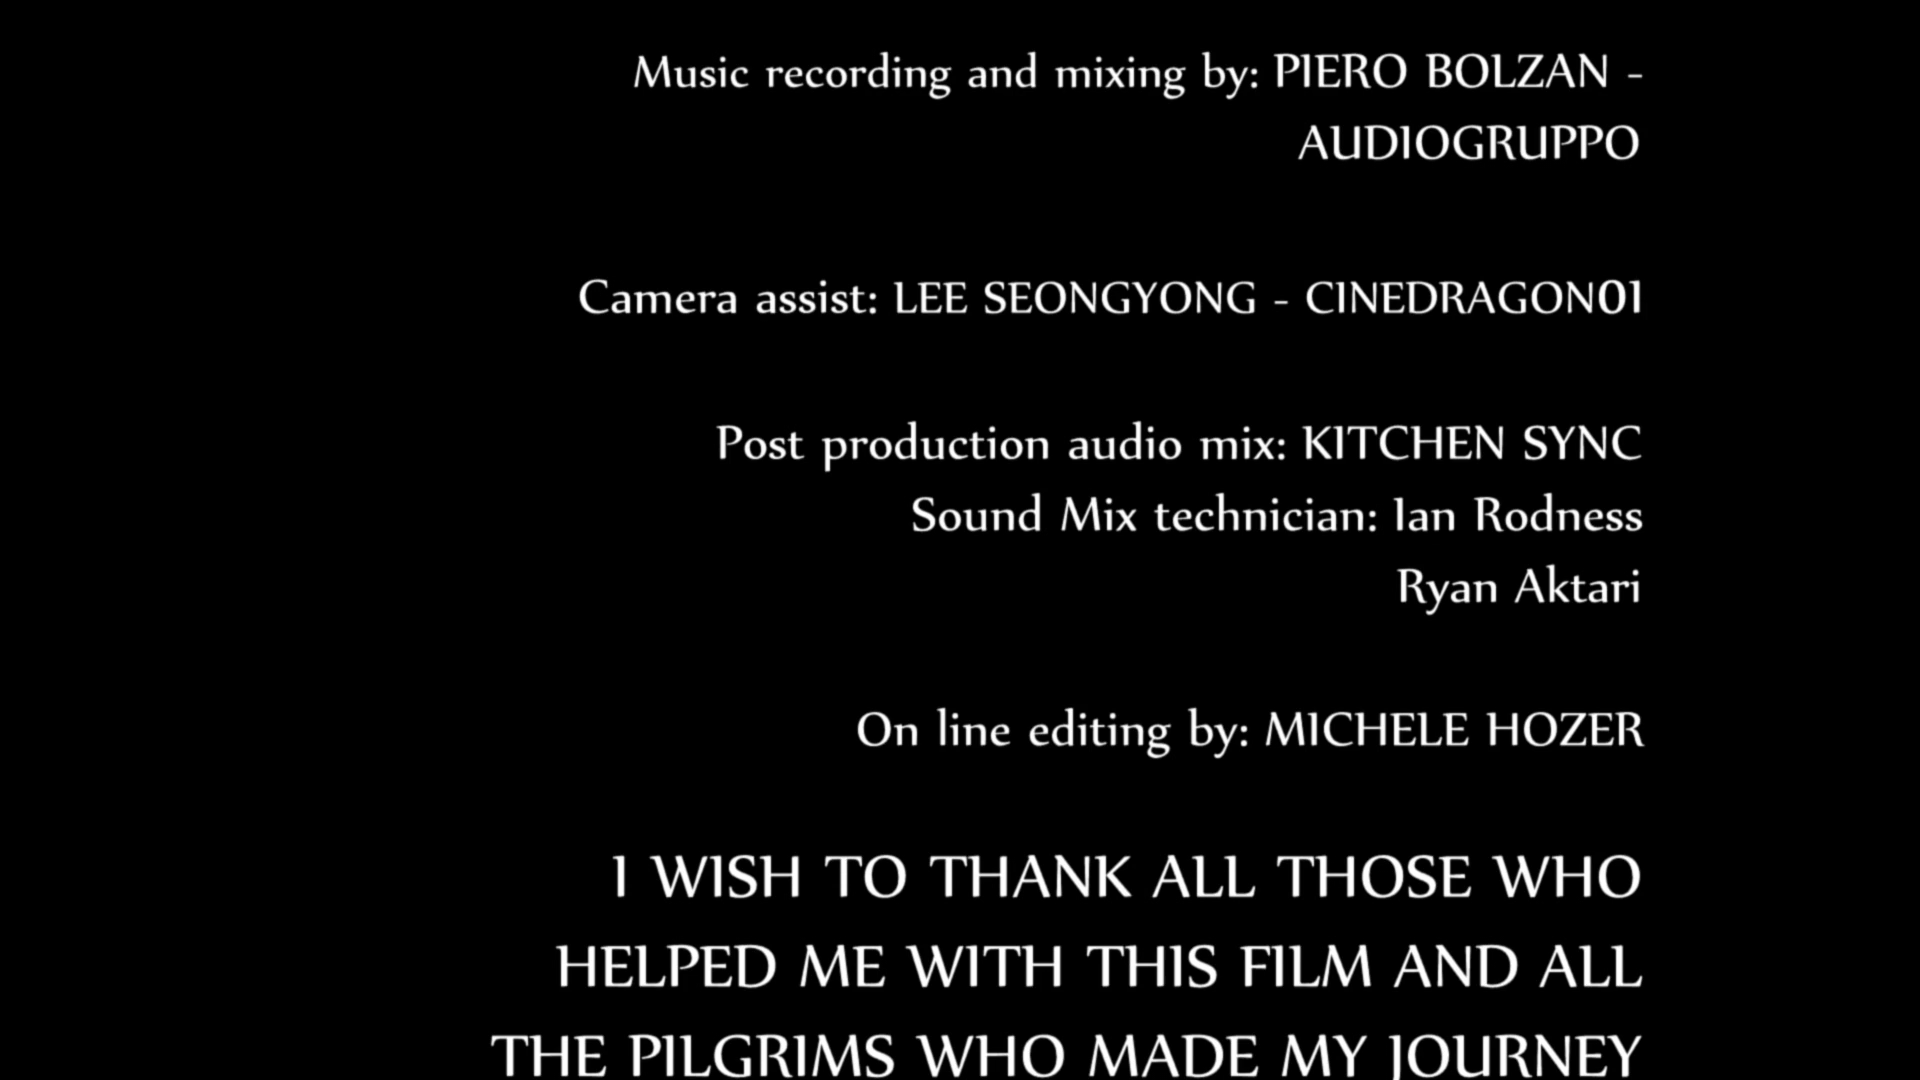 Music recording and mixing by: PIERO BOLZAN -
AUDIOGRUPPO
Camera assist: LEE SEONGYONG - CINEDRAGON01
Post production audio mix: KITCHEN SYNC
Sound Mix technician: Ian Rodness
Ryan Aktari
On line editing by: MICHELE HOZER
I WISH TO THANK ALL THOSE WHO
HELPED ME WITH THIS FILM AND ALL
THE PILGRIMS WHO MADE MY JOURNEY